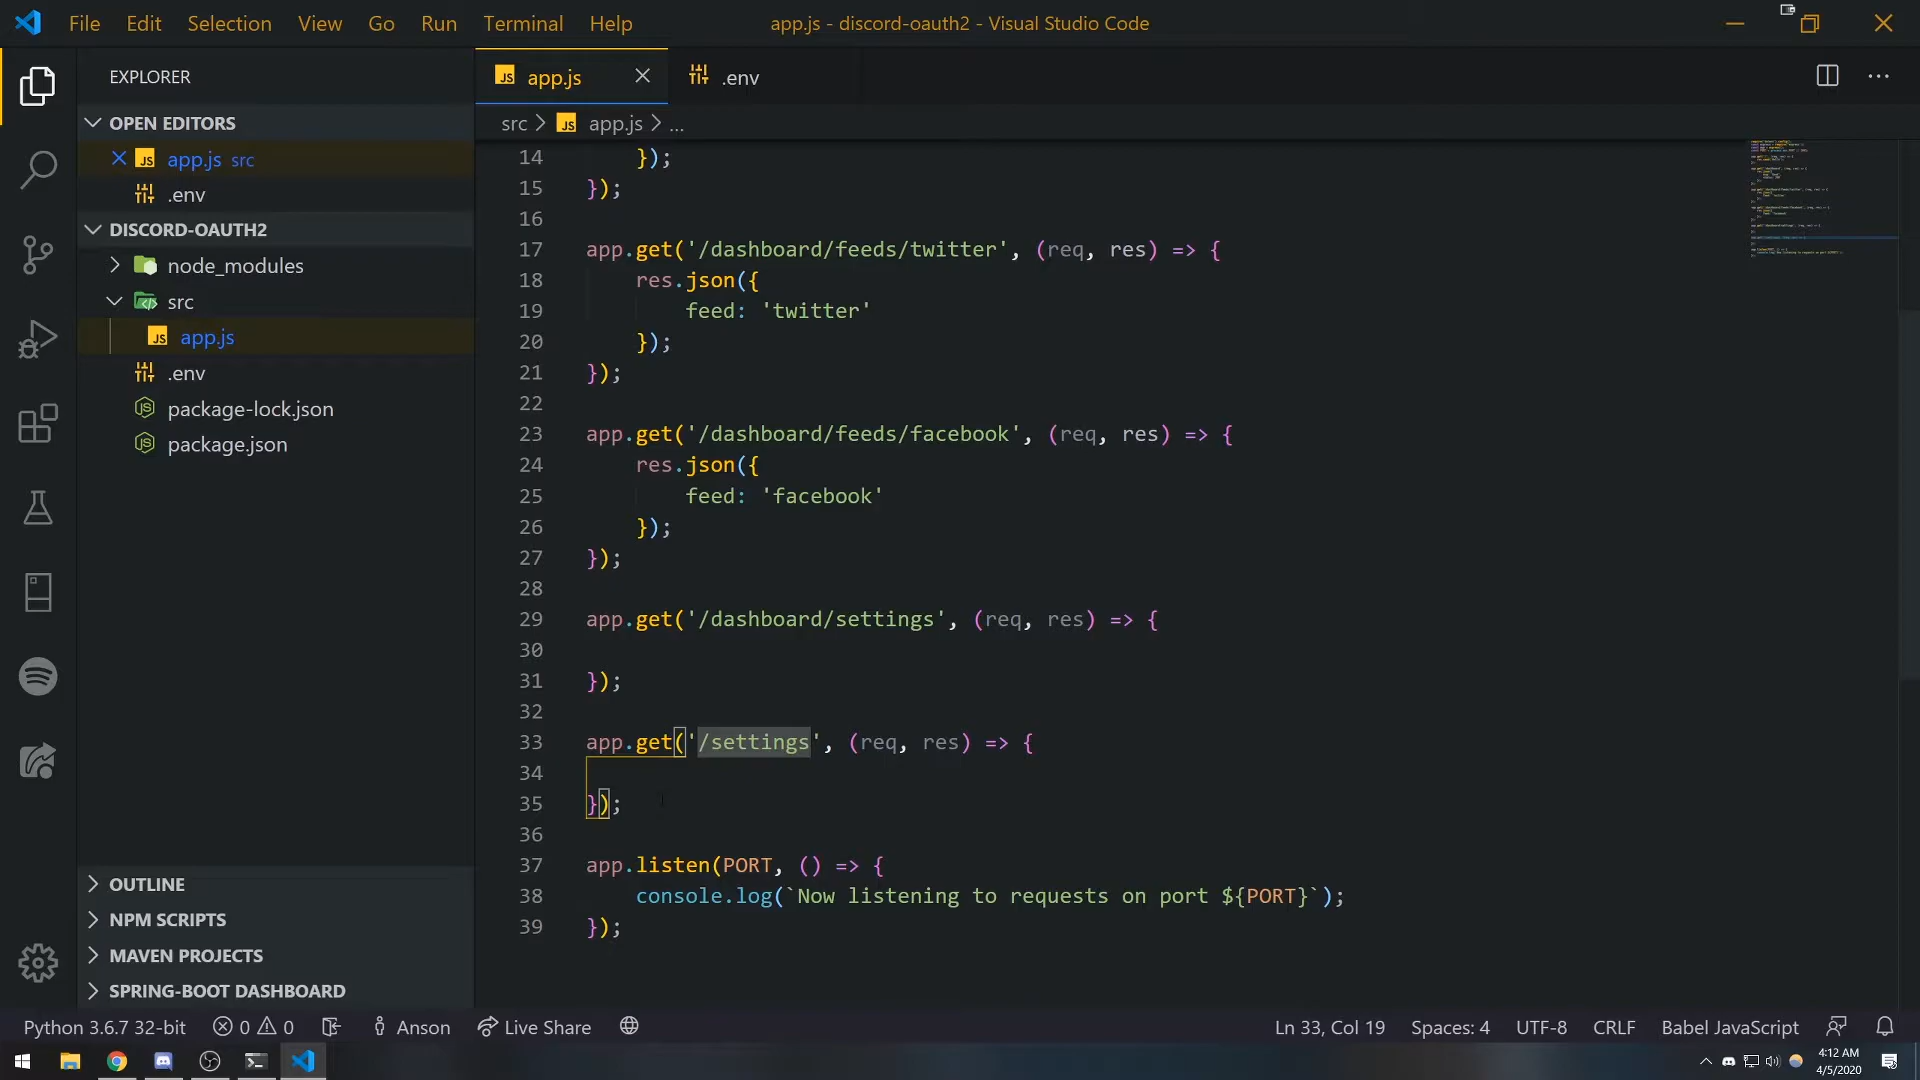 File Edit Selection View Go Run Terminal Help app.js - discord-oauth2 - Visual Studio Code
EXPLORER
OPEN EDITORS
JS app.js src
.env
DISCORD-OAUTH2
node_modules
src
JS app.js
.env
package-lock.json
package.json
OUTLINE
NPM SCRIPTS
MAVEN PROJECTS
SPRING-BOOT DASHBOARD
JS app.js .env
src > JS app.js > ...
14 });
15 });
16
17 app.get('/dashboard/feeds/twitter', (req, res) => {
18 res.json({
19 feed: 'twitter'
20 });
21 });
22
23 app.get('/dashboard/feeds/facebook', (req, res) => {
24 res.json({
25 feed: 'facebook'
26 });
27 });
28
29 app.get('/dashboard/settings', (req, res) => {
30
31 });
32
33 app.get('/settings', (req, res) => {
34
35 });
36
37 app.listen(PORT, () => {
38 console.log(`Now listening to requests on port ${PORT}`);
39 });
Python 3.6.7 32-bit 0 0 Anson Live Share Ln 33, Col 19 Spaces: 4 UTF-8 CRLF Babel JavaScript
4:12 AM
4/5/2020